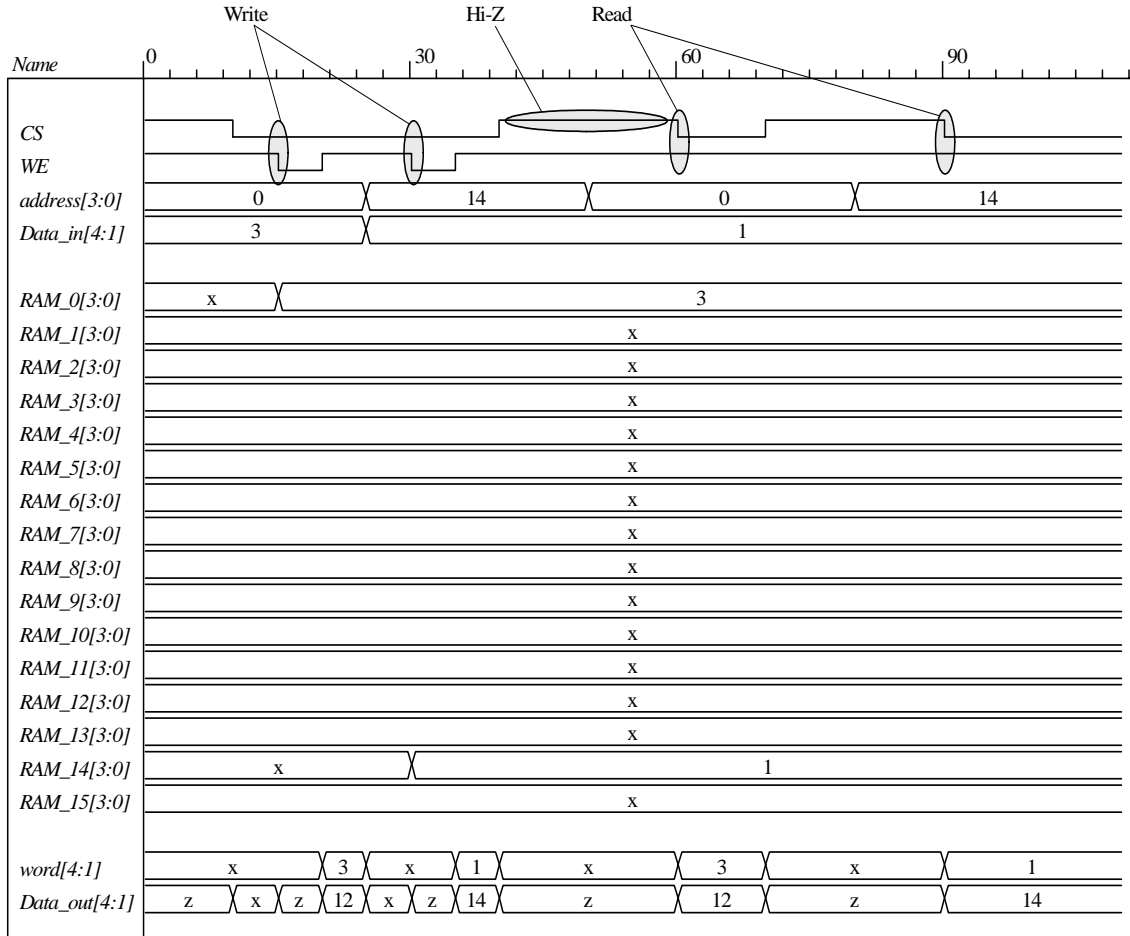 Write Hi-Z Read
Name 0 30 60 90
CS
WE
address[3:0] 0 14 0 14
Data_in[4:1] 3 1
RAM_0[3:0] x 3
RAM_1[3:0] x
RAM_2[3:0] x
RAM_3[3:0] x
RAM_4[3:0] x
RAM_5[3:0] x
RAM_6[3:0] x
RAM_7[3:0] x
RAM_8[3:0] x
RAM_9[3:0] x
RAM_10[3:0] x
RAM_11[3:0] x
RAM_12[3:0] x
RAM_13[3:0] x
RAM_14[3:0] x 1
RAM_15[3:0] x
word[4:1] x 3 x 1 x 3 x 1
Data_out[4:1] z x z 12 x z 14 z 12 z 14